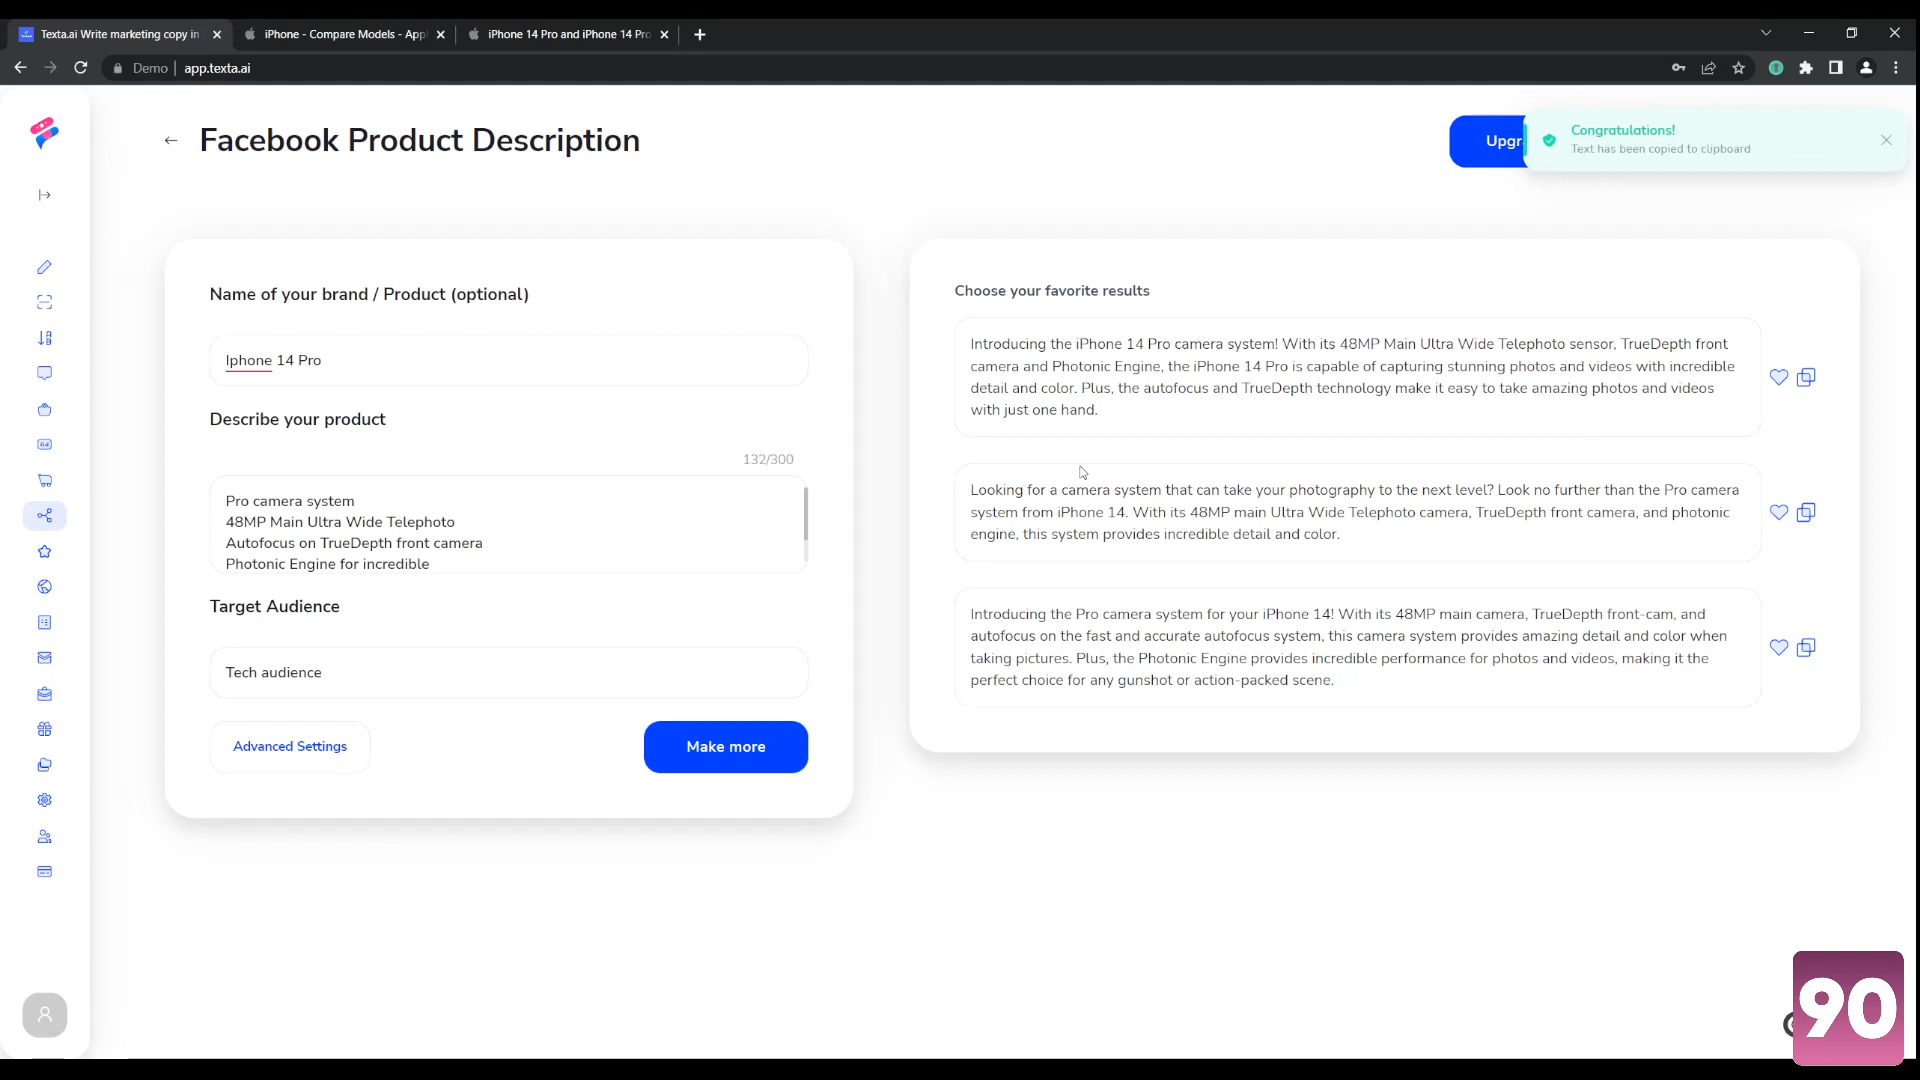 Texta.ai Write marketing copy in
iPhone - Compare Models - App
iPhone 14 Pro and iPhone 14 Pro
Demo | app.texta.ai
Facebook Product Description
Upgr
Congratulations!
Text has been copied to clipboard
Name of your brand / Product (optional)
Iphone 14 Pro
Describe your product
132/300
Pro camera system
48MP Main Ultra Wide Telephoto
Autofocus on TrueDepth front camera
Photonic Engine for incredible
Target Audience
Tech audience
Advanced Settings
Make more
Choose your favorite results
Introducing the iPhone 14 Pro camera system! With its 48MP Main Ultra Wide Telephoto sensor, TrueDepth front
camera and Photonic Engine, the iPhone 14 Pro is capable of capturing stunning photos and videos with incredible
detail and color. Plus, the autofocus and TrueDepth technology make it easy to take amazing photos and videos
with just one hand.
Looking for a camera system that can take your photography to the next level? Look no further than the Pro camera
system from iPhone 14. With its 48MP main Ultra Wide Telephoto camera, TrueDepth front camera, and photonic
engine, this system provides incredible detail and color.
Introducing the Pro camera system for your iPhone 14! With its 48MP main camera, TrueDepth front-cam, and
autofocus on the fast and accurate autofocus system, this camera system provides amazing detail and color when
taking pictures. Plus, the Photonic Engine provides incredible performance for photos and videos, making it the
perfect choice for any gunshot or action-packed scene.
90